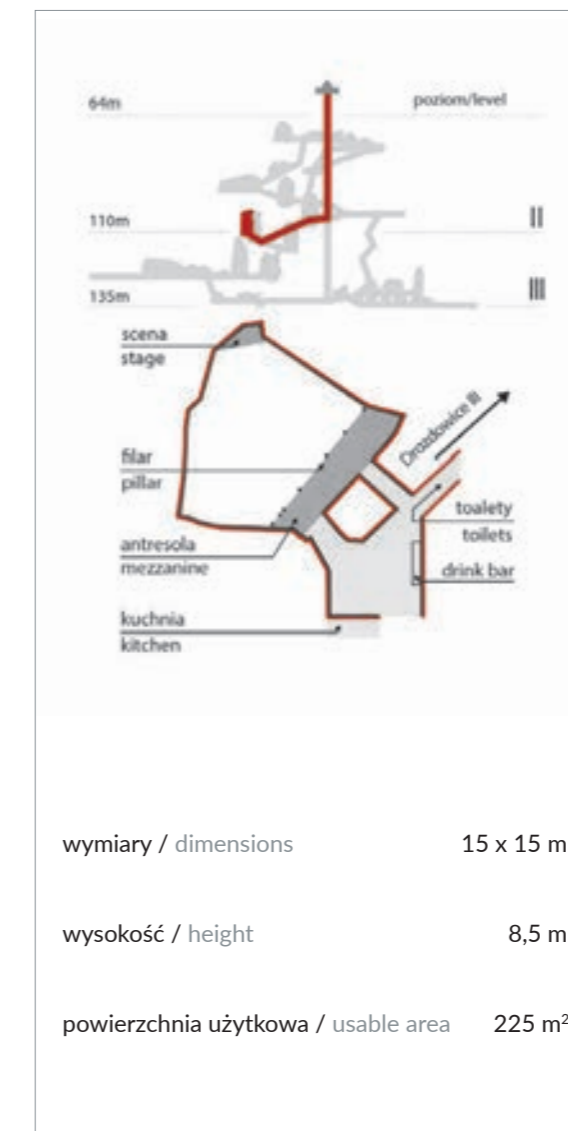 64m poziom/level
110m II
135m III
scena
stage
Drozdowice III
filar
pillar
toalety
toilets
antresola
mezzanine
drink bar
kuchnia
kitchen
wymiary / dimensions 15 x 15 m
wysokość / height 8,5 m
powierzchnia użytkowa / usable area 225 m²